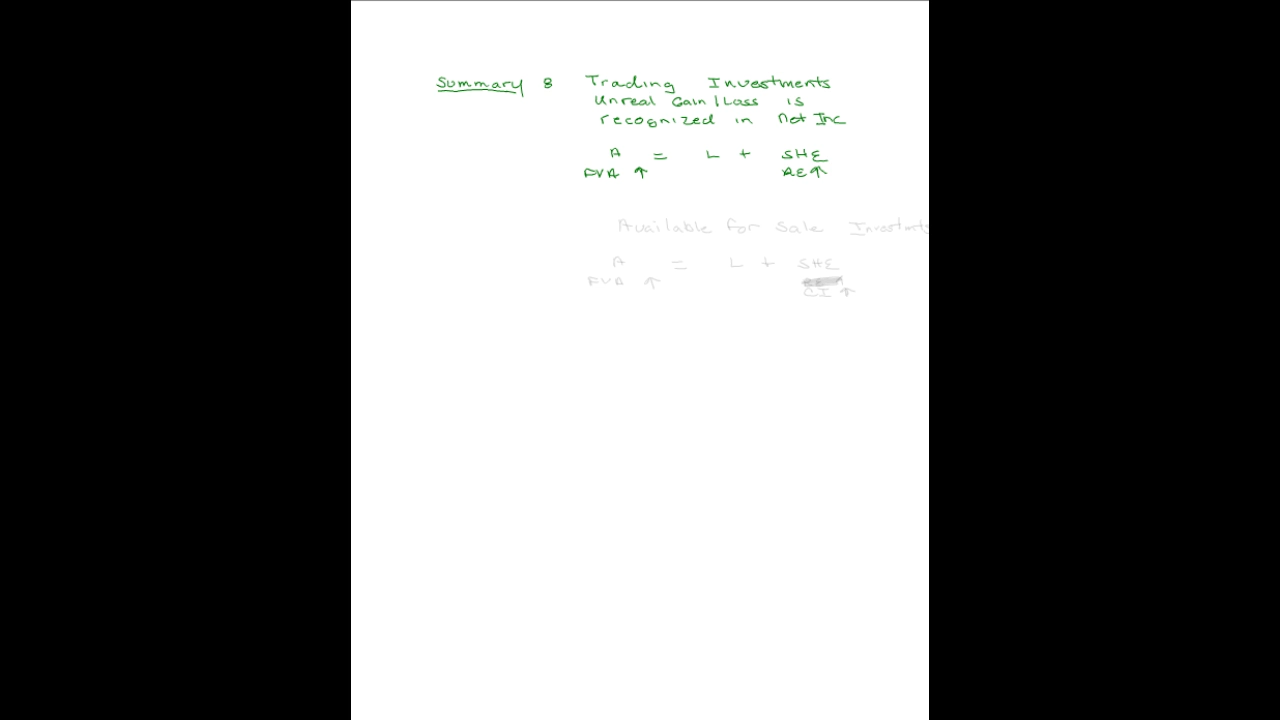 Summary : Trading Investments
Unreal Gain/Loss is
recognized in Net Inc
A = L + SHE
FVA ↑ RE ↑
Available for Sale
A = L + SHE
FVA ↑
CI ↑